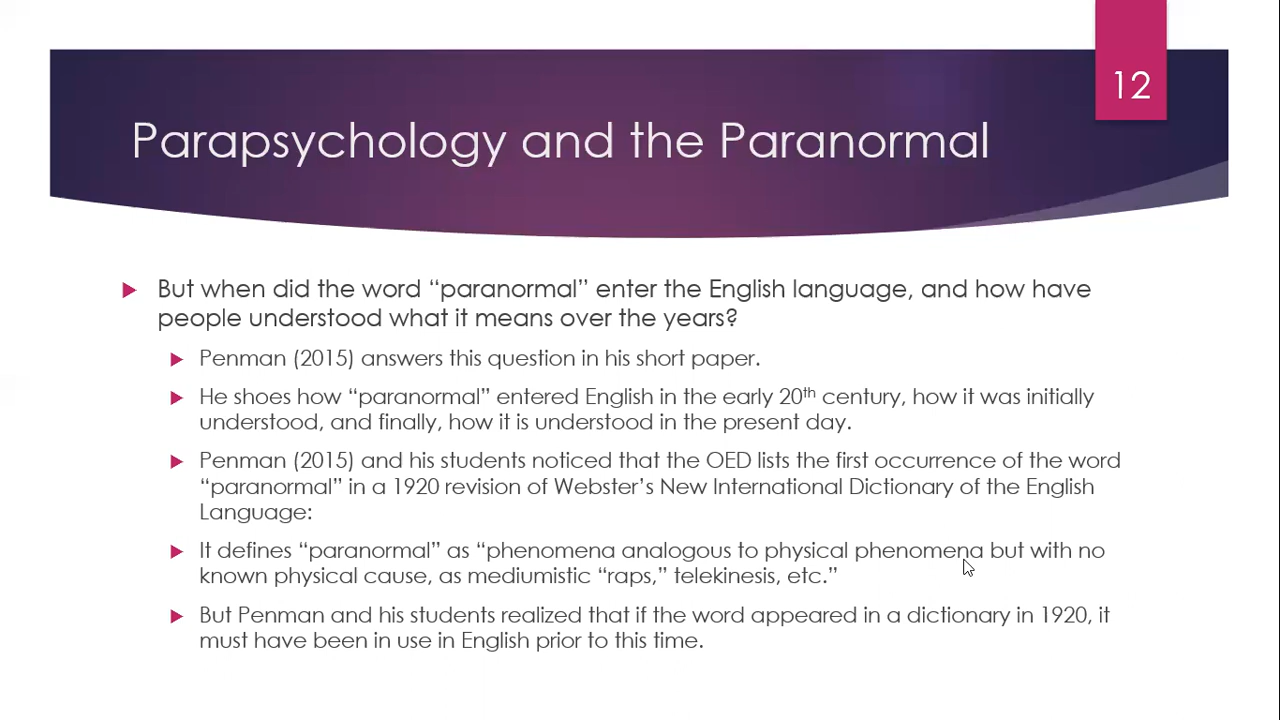 12
Parapsychology and the Paranormal
But when did the word “paranormal” enter the English language, and how have
people understood what it means over the years?
Penman (2015) answers this question in his short paper.
He shoes how “paranormal” entered English in the early 20th century, how it was initially
understood, and finally, how it is understood in the present day.
Penman (2015) and his students noticed that the OED lists the first occurrence of the word
“paranormal” in a 1920 revision of Webster’s New International Dictionary of the English
Language:
It defines “paranormal” as “phenomena analogous to physical phenomena but with no
known physical cause, as mediumistic “raps,” telekinesis, etc.”
But Penman and his students realized that if the word appeared in a dictionary in 1920, it
must have been in use in English prior to this time.